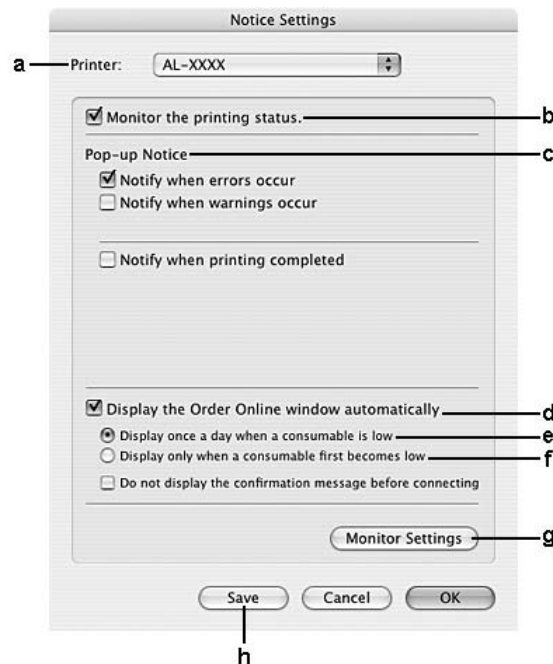 Notice Settings
a Printer: AL-XXXX
Monitor the printing status. b
Pop-up Notice c
Notify when errors occur
Notify when warnings occur
Notify when printing completed
Display the Order Online window automatically d
Display once a day when a consumable is low e
Display only when a consumable first becomes low f
Do not display the confirmation message before connecting
Monitor Settings g
Save Cancel OK
h